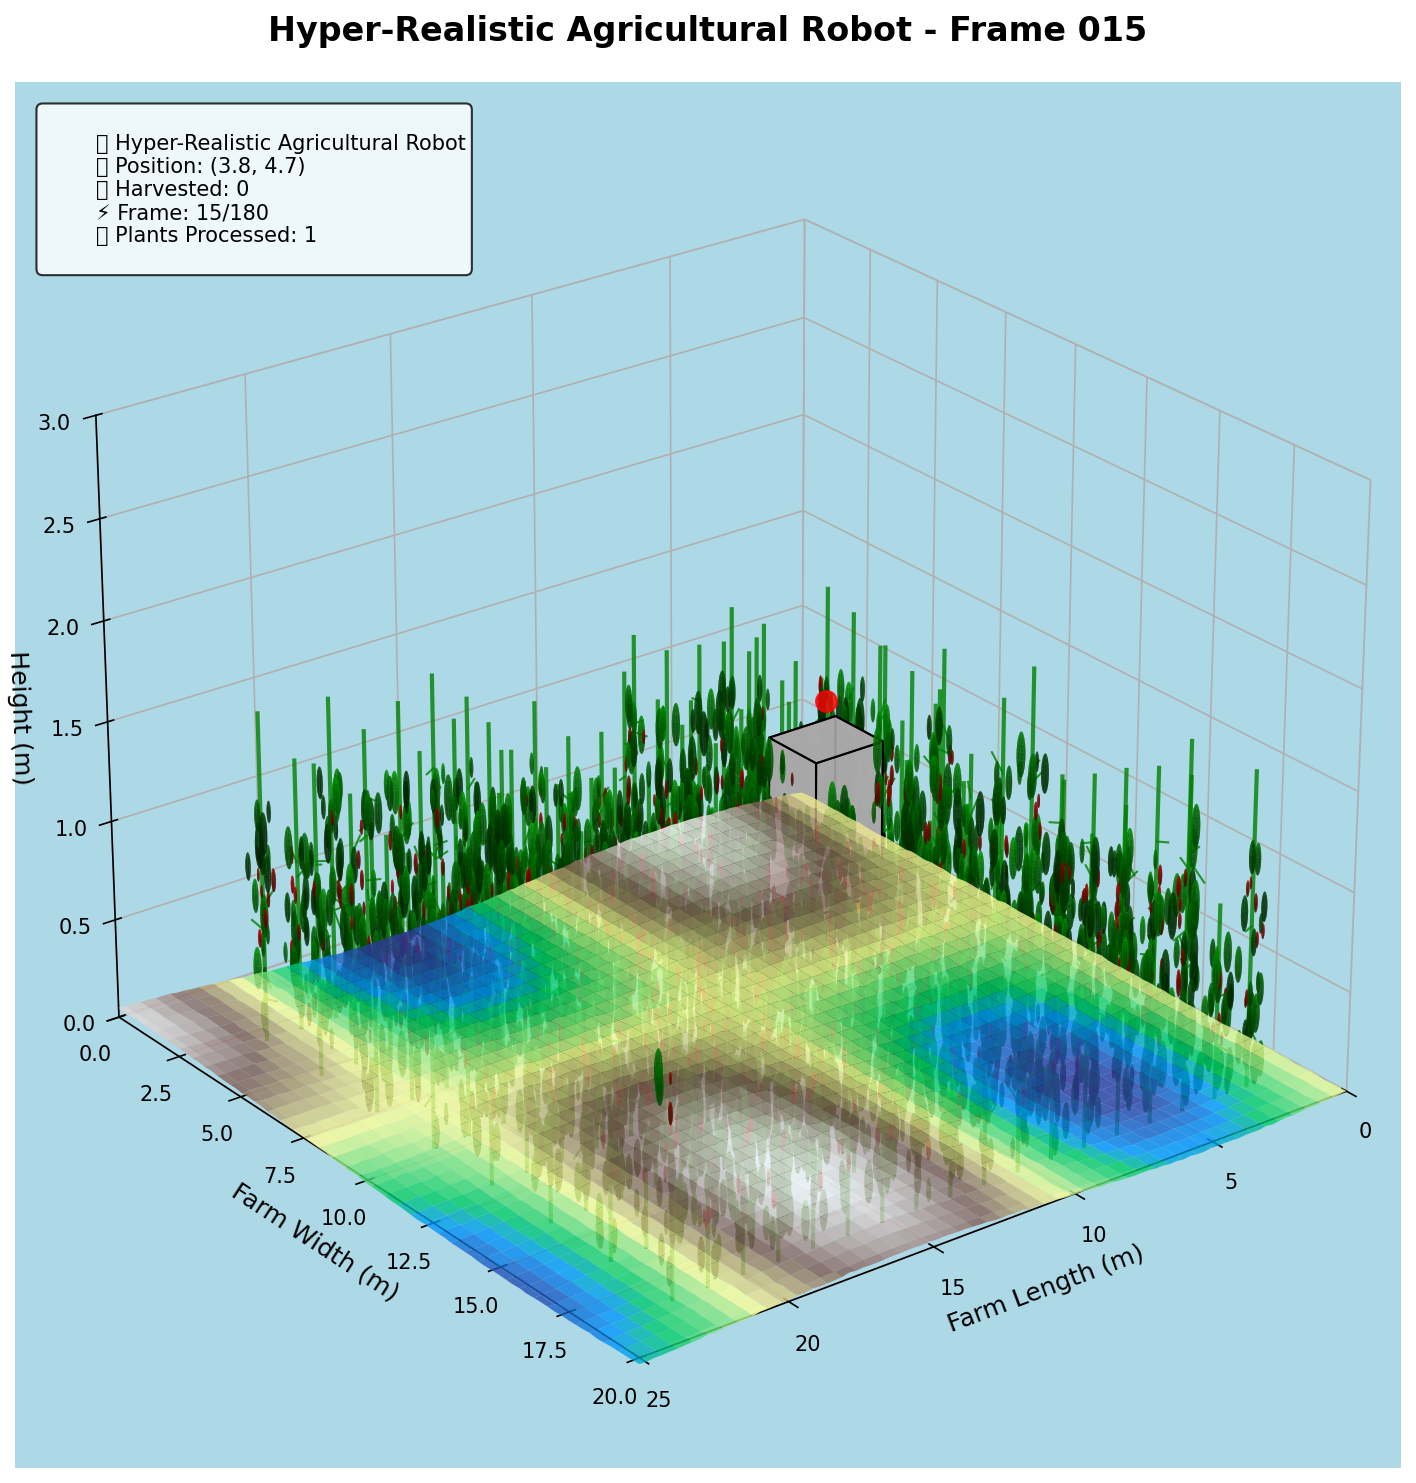 Hyper-Realistic Agricultural Robot - Frame 015
Hyper-Realistic Agricultural Robot
Position: (3.8, 4.7)
Harvested: 0
⚡ Frame: 15/180
Plants Processed: 1
3.0
2.5
2.0
1.5
1.0
0.5
0.0
Height (m)
0.0
2.5
5.0
7.5
10.0
12.5
15.0
17.5
20.0
Farm Width (m)
25
20
15
10
5
0
Farm Length (m)